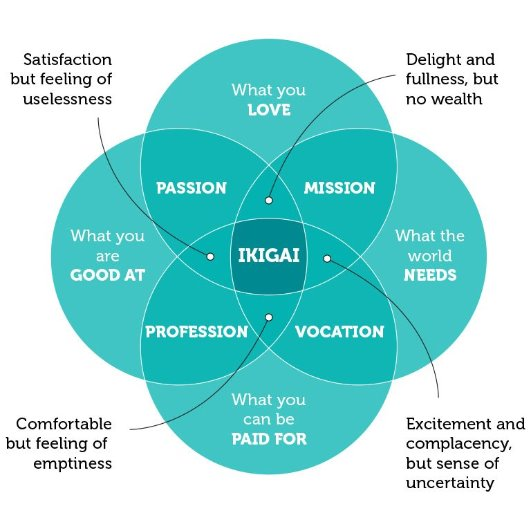 Satisfaction
but feeling of
uselessness
Delight and
fullness, but
no wealth
What you
LOVE
PASSION
MISSION
What you
are
GOOD AT
IKIGAI
What the
world
NEEDS
PROFESSION
VOCATION
What you
can be
PAID FOR
Comfortable
but feeling of
emptiness
Excitement and
complacency,
but sense of
uncertainty